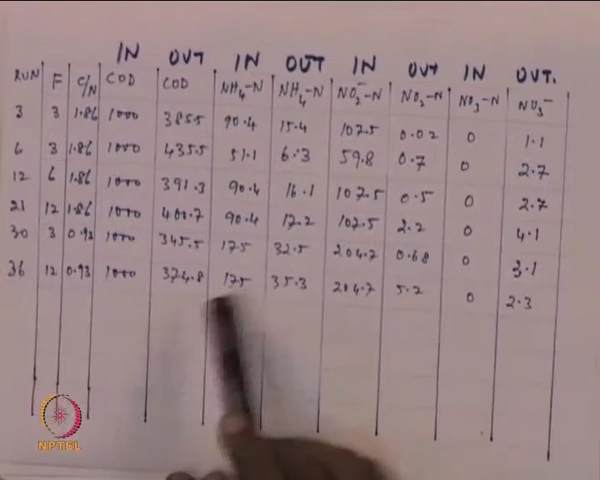 IN OUT IN OUT IN OUT IN OUT.
RUN F C/N COD COD NH4-N NH4-N NO2-N NO2-N NO3-N NO3-
3 3 1.86 1000 385.5 90.4 15.4 107.5 0.02 0 1.1
6 3 1.86 1000 435.5 51.1 6.3 59.8 0.7 0 2.7
12 6 1.86 1000 391.3 90.4 16.1 107.5 0.5 0 2.7
21 12 1.86 1000 400.7 90.4 17.2 107.5 2.2 0 4.1
30 3 0.93 1000 345.5 175 32.5 204.7 0.68 0 3.1
36 12 0.93 1000 374.8 175 35.3 204.7 5.2 0 2.3
NPTEL